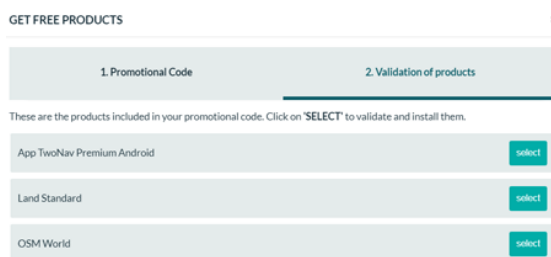 GET FREE PRODUCTS
1. Promotional Code
2. Validation of products
These are the products included in your promotional code. Click on 'SELECT' to validate and install them.
App TwoNav Premium Android
select
Land Standard
select
OSM World
select